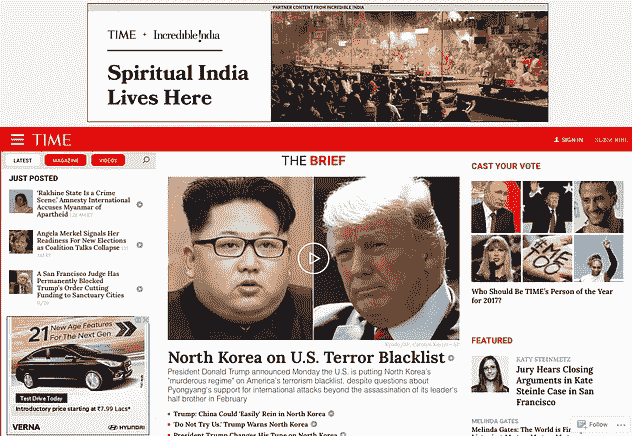 PARTNER CONTENT FROM INCREDIBLE INDIA
TIME + Incredible!ndia
Spiritual India
Lives Here
TIME
SIGN IN
SUBSCRIBE
LATEST
MAGAZINE
VIDEOS
THE BRIEF
CAST YOUR VOTE
JUST POSTED
'Rakhine State Is a Crime
Scene.' Amnesty International
Accuses Myanmar of
Apartheid
Angela Merkel Signals Her
Readiness For New Elections
as Coalition Talks Collapse
A San Francisco Judge Has
Permanently Blocked
Trump's Order Cutting
Funding to Sanctuary Cities
21 New Age Features
For The Next Gen
Test Drive Today
Introductory price starting at ₹7.99 Lacs*
VERNA
HYUNDAI
North Korea on U.S. Terror Blacklist
President Donald Trump announced Monday the U.S. is putting North Korea's
"murderous regime" on America's terrorism blacklist, despite questions about
Pyongyang's support for international attacks beyond the assassination of its leader's
half brother in February
Trump: China Could 'Easily' Rein in North Korea
'Do Not Try Us.' Trump Warns North Korea
President Trump Changes His Tune on North Korea
#ME
TOO
Who Should Be TIME's Person of the Year
for 2017?
FEATURED
KATY STEINMETZ
Jury Hears Closing
Arguments in Kate
Steinle Case in San
Francisco
MELINDA GATES
Melinda Gates: The World is Fin
Follow